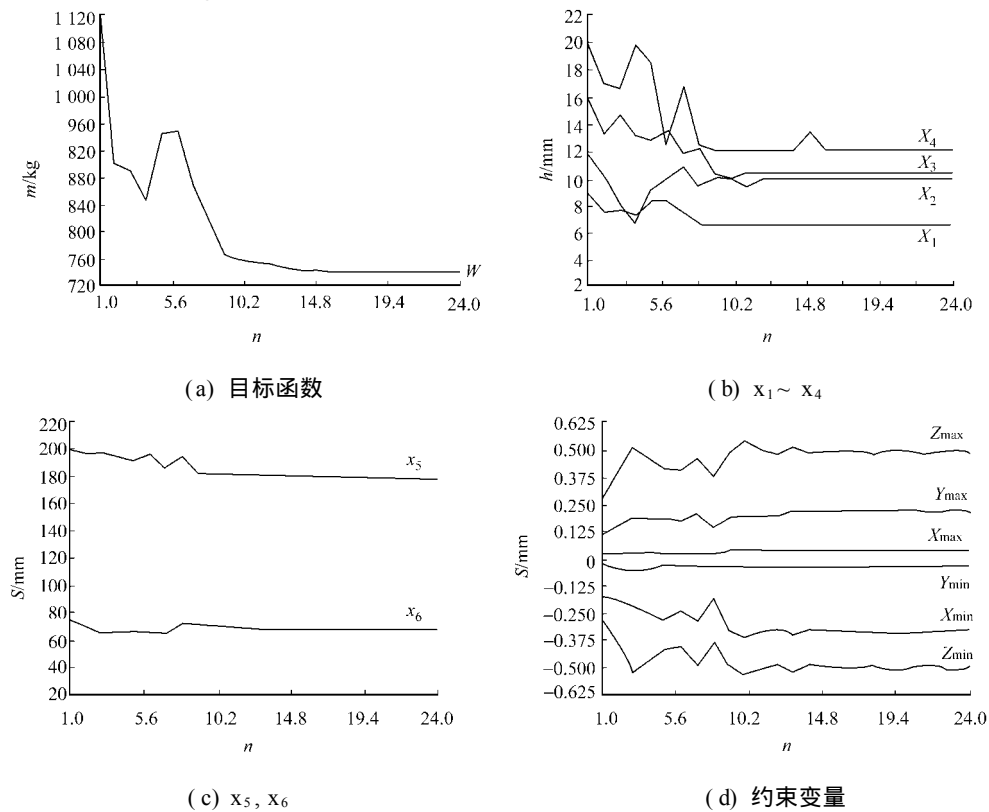 1 120
1 080
1 040
1 000
960
920
880
840
800
760
720
m/kg
W
1.0 5.6 10.2 14.8 19.4 24.0
n
(a) 目标函数
22
20
18
16
14
12
10
8
6
4
2
h/mm
X4
X3
X2
X1
1.0 5.6 10.2 14.8 19.4 24.0
n
(b) x1~ x4
220
200
180
160
140
120
100
80
60
40
20
S/mm
x5
x6
1.0 5.6 10.2 14.8 19.4 24.0
n
(c) x5, x6
0.625
0.500
0.375
0.250
0.125
0
−0.125
−0.250
−0.375
−0.500
−0.625
S/mm
Zmax
Ymax
Xmax
Ymin
Xmin
Zmin
1.0 5.6 10.2 14.8 19.4 24.0
n
(d) 约束变量